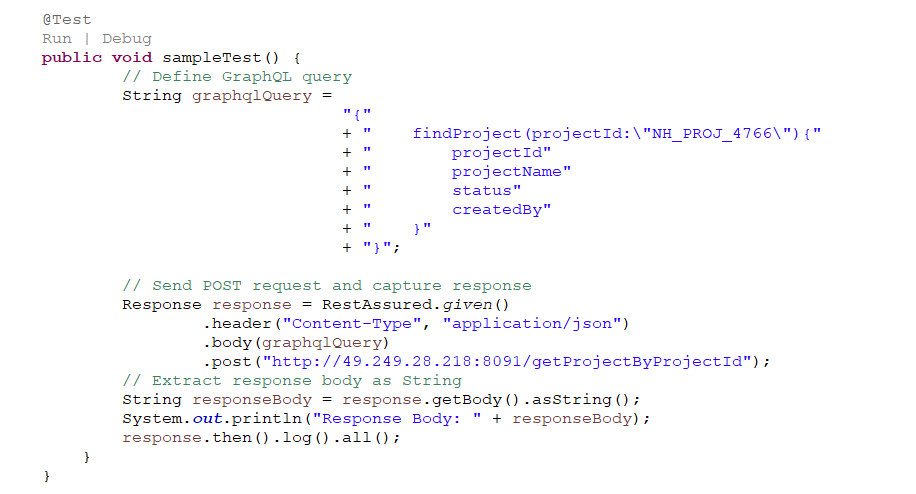 @Test
Run | Debug
public void sampleTest() {
// Define GraphQL query
String graphqlQuery =
"{"
+ "    findProject(projectId:\"NH_PROJ_4766\"){"
+ "        projectId"
+ "        projectName"
+ "        status"
+ "        createdBy"
+ "    }"
+ "}";
// Send POST request and capture response
Response response = RestAssured.given()
.header("Content-Type", "application/json")
.body(graphqlQuery)
.post("http://49.249.28.218:8091/getProjectByProjectId");
// Extract response body as String
String responseBody = response.getBody().asString();
System.out.println("Response Body: " + responseBody);
response.then().log().all();
}
}